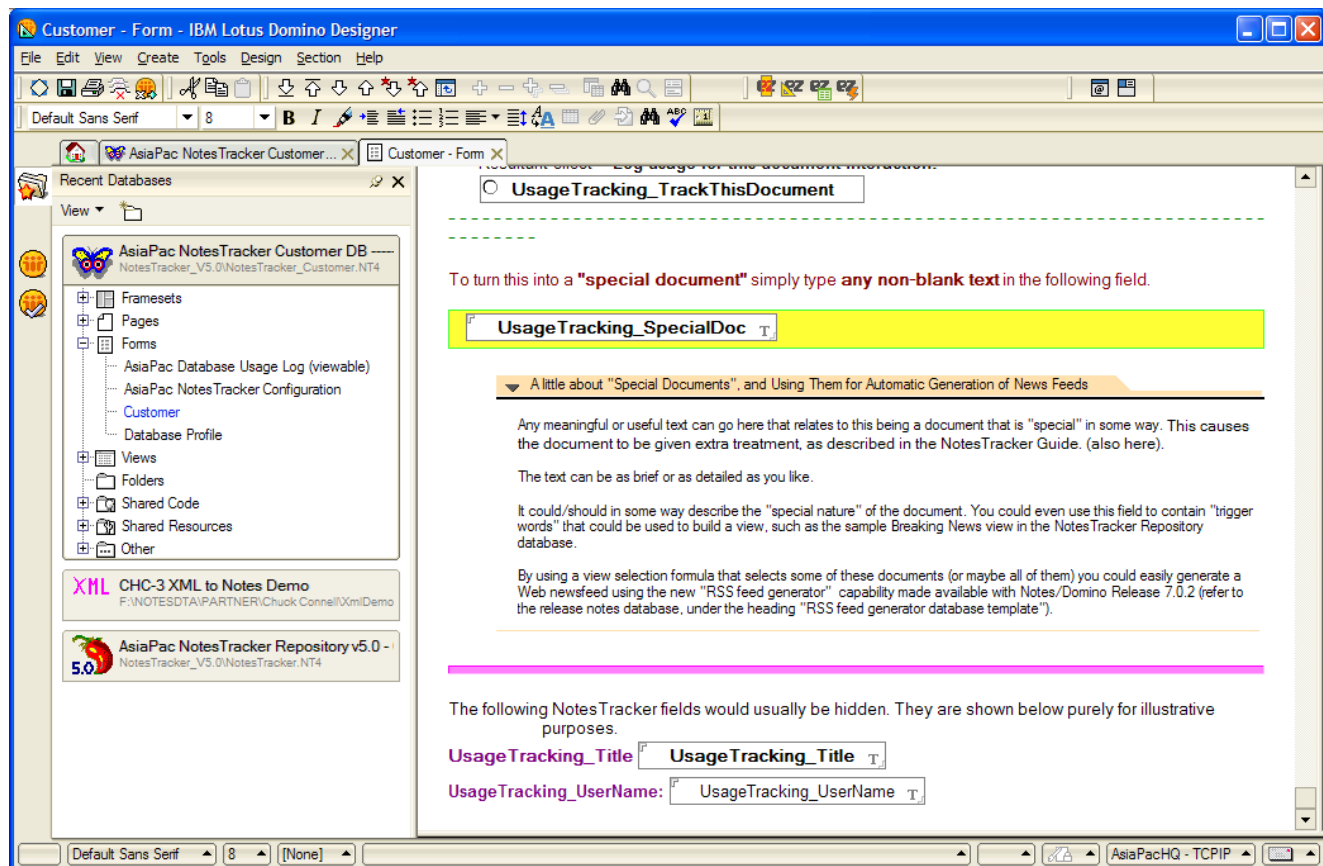 Customer - Form - IBM Lotus Domino Designer
File Edit View Create Tools Design Section Help
Default Sans Serif 8 B I
AsiaPac NotesTracker Customer... Customer - Form
Recent Databases
View
AsiaPac NotesTracker Customer DB -----
NotesTracker_V5.0\NotesTracker_Customer.NT4
Framesets
Pages
Forms
AsiaPac Database Usage Log (viewable)
AsiaPac NotesTracker Configuration
Customer
Database Profile
Views
Folders
Shared Code
Shared Resources
Other
XML
CHC-3 XML to Notes Demo
F:\NOTESDTA\PARTNER\Chuck Connell\XmlDemo
5.0
AsiaPac NotesTracker Repository v5.0 -
NotesTracker_V5.0\NotesTracker.NT4
Log usage for this document interaction.
UsageTracking_TrackThisDocument
To turn this into a "special document" simply type any non-blank text in the following field.
UsageTracking_SpecialDoc T
A little about "Special Documents", and Using Them for Automatic Generation of News Feeds
Any meaningful or useful text can go here that relates to this being a document that is "special" in some way. This causes
the document to be given extra treatment, as described in the NotesTracker Guide. (also here).
The text can be as brief or as detailed as you like.
It could/should in some way describe the "special nature" of the document. You could even use this field to contain "trigger
words" that could be used to build a view, such as the sample Breaking News view in the NotesTracker Repository
database.
By using a view selection formula that selects some of these documents (or maybe all of them) you could easily generate a
Web newsfeed using the new "RSS feed generator" capability made available with Notes/Domino Release 7.0.2 (refer to
the release notes database, under the heading "RSS feed generator database template").
The following NotesTracker fields would usually be hidden. They are shown below purely for illustrative
purposes.
UsageTracking_Title UsageTracking_Title T
UsageTracking_UserName: UsageTracking_UserName T
Default Sans Serif 8 [None] AsiaPacHQ - TCPIP